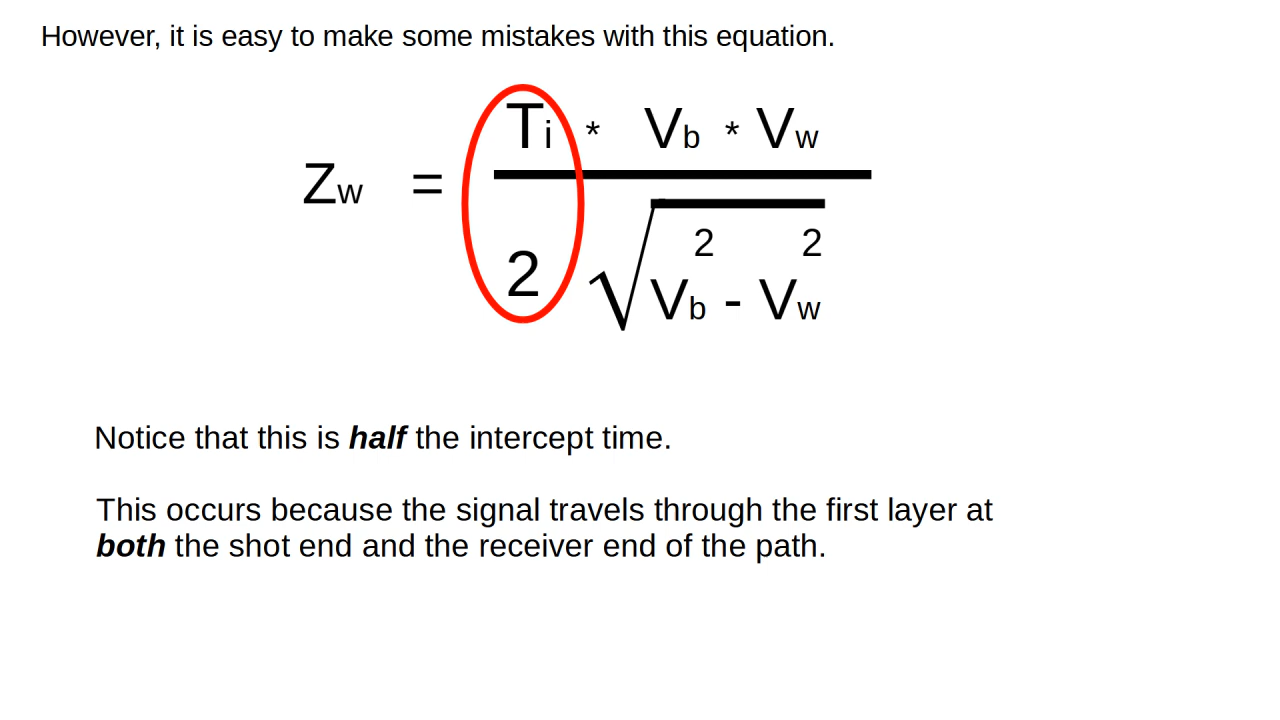 However, it is easy to make some mistakes with this equation.
Ti * Vb * Vw
Zw =
2 √ Vb² - Vw²
Notice that this is half the intercept time.
This occurs because the signal travels through the first layer at
both the shot end and the receiver end of the path.